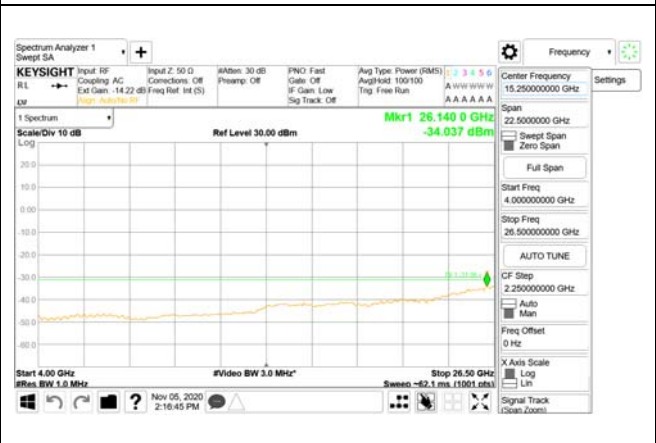 Spectrum Analyzer 1
Swept SA
Frequency
KEYSIGHT
RL
Input: RF
Coupling: AC
Ext Gain: -14.22 dB
Align: Auto/No RF
Input Z: 50 Ω
Corrections: Off
Freq Ref: Int (S)
#Atten: 30 dB
Preamp: Off
PNO: Fast
Gate: Off
IF Gain: Low
Sig Track: Off
Avg Type: Power (RMS)
Avg|Hold: 100/100
Trig: Free Run
1 2 3 4 5 6
A W W W W W
A A A A A A
1 Spectrum
Scale/Div 10 dB
Ref Level 30.00 dBm
Mkr1 26.140 0 GHz
-34.037 dBm
Log
20.0
10.0
0.00
-10.0
-20.0
-30.0
-40.0
-50.0
-60.0
Start 4.00 GHz
#Res BW 1.0 MHz
#Video BW 3.0 MHz*
Stop 26.50 GHz
Sweep ~62.1 ms (1001 pts)
Nov 05, 2020
2:16:45 PM
Center Frequency
15.250000000 GHz
Settings
Span
22.5000000 GHz
Swept Span
Zero Span
Full Span
Start Freq
4.000000000 GHz
Stop Freq
26.500000000 GHz
AUTO TUNE
CF Step
2.250000000 GHz
Auto
Man
Freq Offset
0 Hz
X Axis Scale
Log
Lin
Signal Track
(Span Zoom)